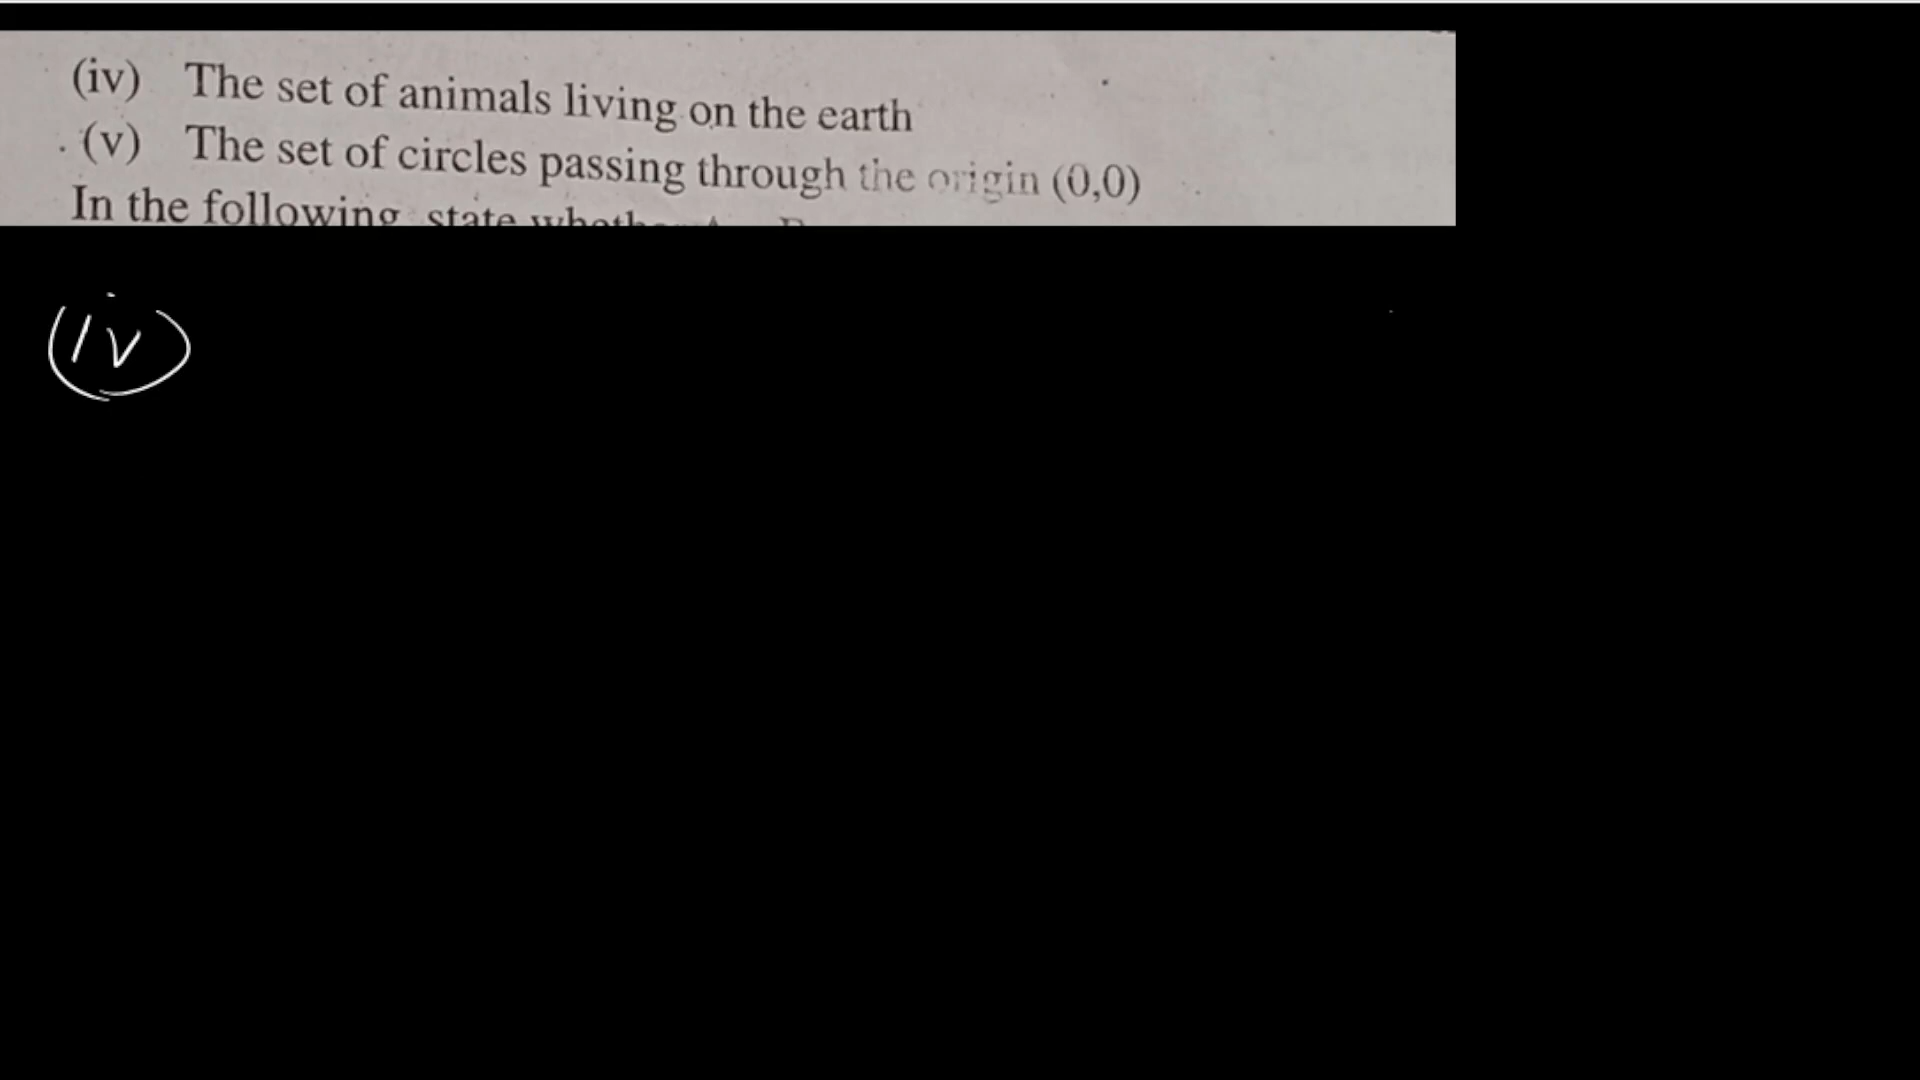 (iv) The set of animals living on the earth
(v) The set of circles passing through the origin (0,0)
In the following state
(iv)